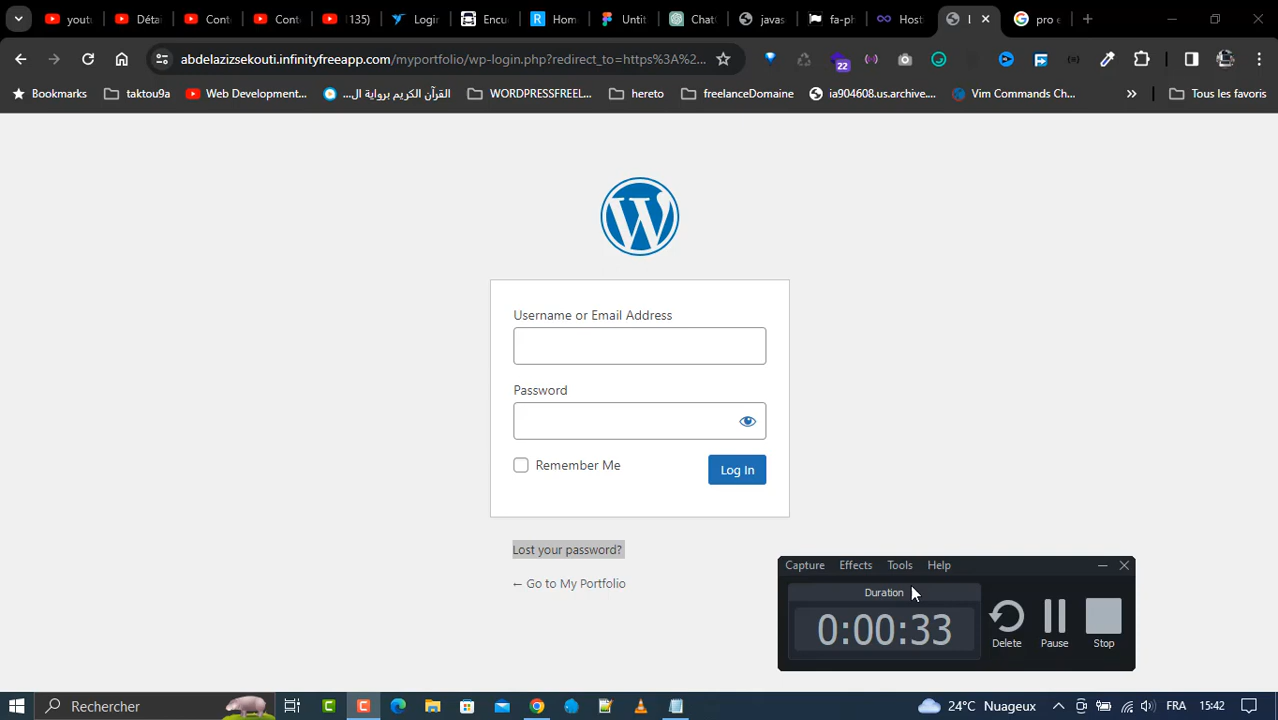 yout
Déta
Cont
Cont
(135)
Login
Encu
Hom
Untit
Chat
javas
fa-ph
Host
pro e
abdelazizsekouti.infinityfreeapp.com/myportfolio/wp-login.php?redirect_to=https%3A%2...
22
Bookmarks
taktou9a
Web Development...
القرآن الكريم برواية ال...
WORDPRESSFREEL...
hereto
freelanceDomaine
ia904608.us.archive....
Vim Commands Ch...
Tous les favoris
Username or Email Address
Password
Remember Me
Log In
Lost your password?
← Go to My Portfolio
Capture Effects Tools Help
Duration
0:00:33
Delete
Pause
Stop
Rechercher
24°C Nuageux
FRA
15:42